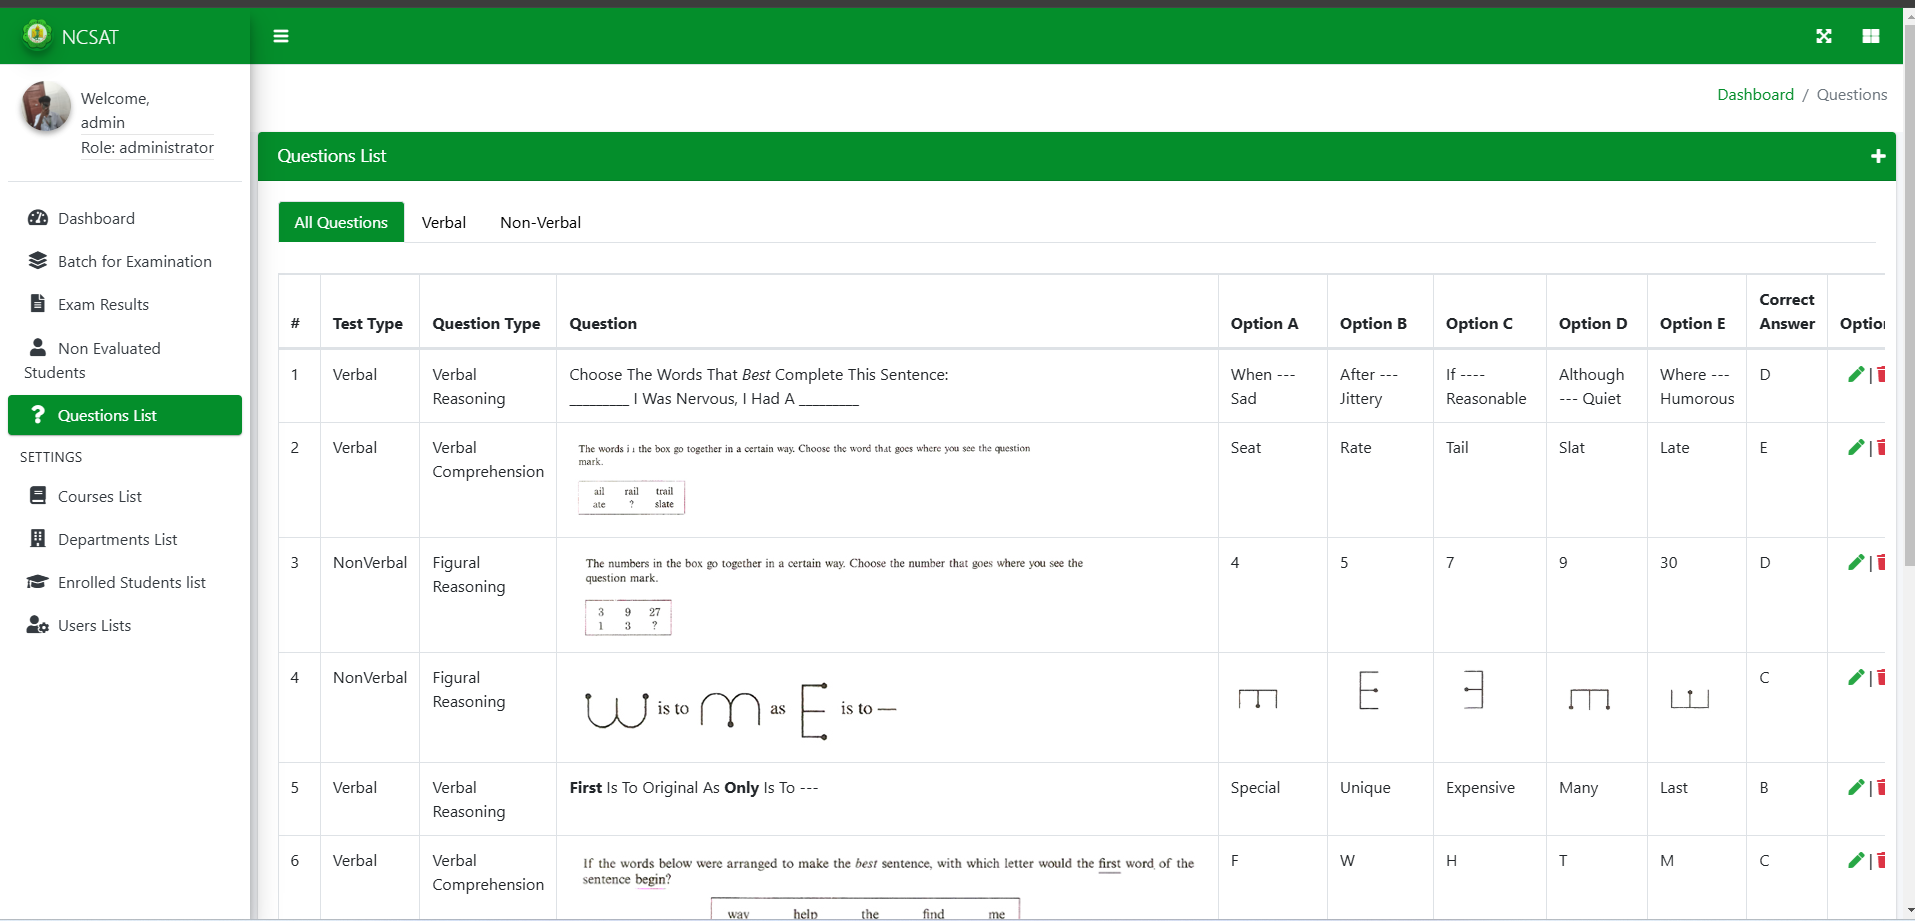 NCSAT
Welcome,
admin
Role: administrator
Dashboard
Batch for Examination
Exam Results
Non Evaluated
Students
Questions List
SETTINGS
Courses List
Departments List
Enrolled Students list
Users Lists
Dashboard / Questions
Questions List
All Questions Verbal Non-Verbal
# Test Type Question Type Question Option A Option B Option C Option D Option E Correct Answer Option
1 Verbal Verbal Reasoning Choose The Words That Best Complete This Sentence:
_________ I Was Nervous, I Had A _________
When --- Sad After --- Jittery If ---- Reasonable Although --- Quiet Where --- Humorous D |
2 Verbal Verbal Comprehension
The words i the box go together in a certain way. Choose the word that goes where you see the question
mark.
ail rail trail
ate ? slate
Seat Rate Tail Slat Late E |
3 NonVerbal Figural Reasoning
The numbers in the box go together in a certain way. Choose the number that goes where you see the
question mark.
3 9 27
1 3 ?
4 5 7 9 30 D |
4 NonVerbal Figural Reasoning
is to as is to —
C |
5 Verbal Verbal Reasoning First Is To Original As Only Is To --- Special Unique Expensive Many Last B |
6 Verbal Verbal Comprehension
If the words below were arranged to make the best sentence, with which letter would the first word of the
sentence begin?
way help the find me
F W H T M C |